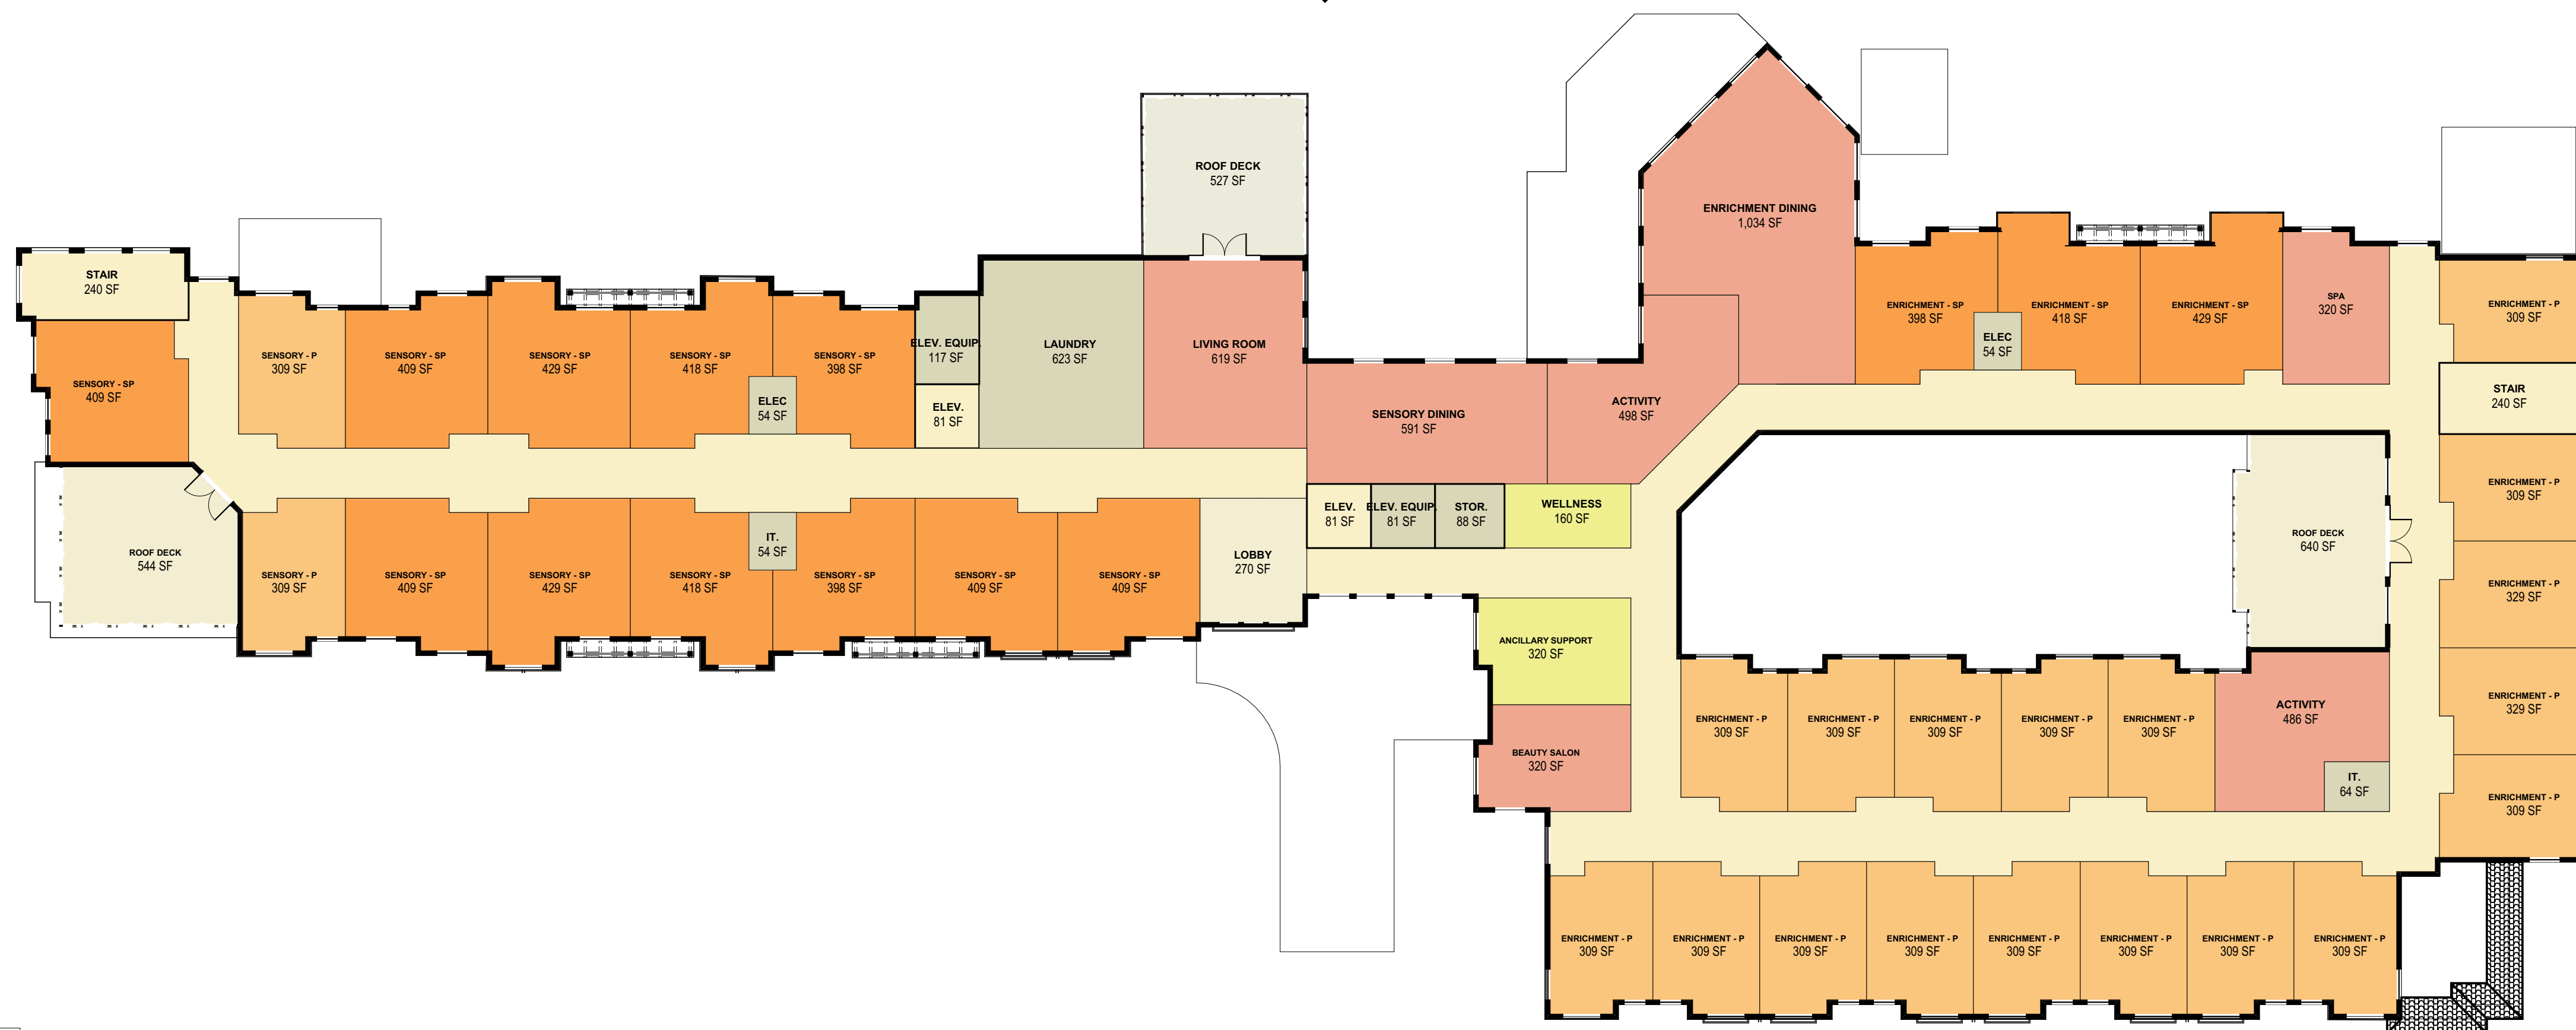 ROOF DECK
527 SF
ENRICHMENT DINING
1,034 SF
STAIR
240 SF
SENSORY - SP
409 SF
SENSORY - P
309 SF
SENSORY - SP
409 SF
SENSORY - SP
429 SF
SENSORY - SP
418 SF
ELEC
54 SF
SENSORY - SP
398 SF
ELEV. EQUIP.
117 SF
ELEV.
81 SF
LAUNDRY
623 SF
LIVING ROOM
619 SF
SENSORY DINING
591 SF
ACTIVITY
498 SF
ENRICHMENT - SP
398 SF
ELEC
54 SF
ENRICHMENT - SP
418 SF
ENRICHMENT - SP
429 SF
SPA
320 SF
ENRICHMENT - P
309 SF
STAIR
240 SF
ENRICHMENT - P
309 SF
ENRICHMENT - P
329 SF
ENRICHMENT - P
329 SF
ENRICHMENT - P
309 SF
ROOF DECK
544 SF
SENSORY - P
309 SF
SENSORY - SP
409 SF
SENSORY - SP
429 SF
SENSORY - SP
418 SF
IT.
54 SF
SENSORY - SP
398 SF
SENSORY - SP
409 SF
SENSORY - SP
409 SF
LOBBY
270 SF
ELEV.
81 SF
ELEV. EQUIP.
81 SF
STOR.
88 SF
WELLNESS
160 SF
ROOF DECK
640 SF
ANCILLARY SUPPORT
320 SF
BEAUTY SALON
320 SF
ENRICHMENT - P
309 SF
ENRICHMENT - P
309 SF
ENRICHMENT - P
309 SF
ENRICHMENT - P
309 SF
ENRICHMENT - P
309 SF
ACTIVITY
486 SF
IT.
64 SF
ENRICHMENT - P
309 SF
ENRICHMENT - P
309 SF
ENRICHMENT - P
309 SF
ENRICHMENT - P
309 SF
ENRICHMENT - P
309 SF
ENRICHMENT - P
309 SF
ENRICHMENT - P
309 SF
ENRICHMENT - P
309 SF